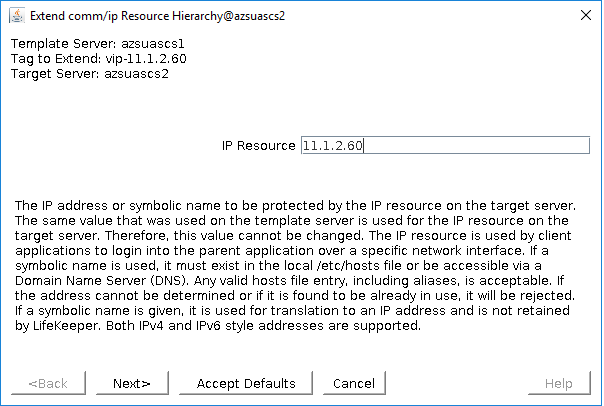 Extend comm/ip Resource Hierarchy@azsuascs2
Template Server: azsuascs1
Tag to Extend: vip-11.1.2.60
Target Server: azsuascs2
IP Resource 11.1.2.60
The IP address or symbolic name to be protected by the IP resource on the target server.
The same value that was used on the template server is used for the IP resource on the
target server. Therefore, this value cannot be changed. The IP resource is used by client
applications to login into the parent application over a specific network interface. If a
symbolic name is used, it must exist in the local /etc/hosts file or be accessible via a
Domain Name Server (DNS). Any valid hosts file entry, including aliases, is acceptable. If
the address cannot be determined or if it is found to be already in use, it will be rejected.
If a symbolic name is given, it is used for translation to an IP address and is not retained
by LifeKeeper. Both IPv4 and IPv6 style addresses are supported.
<Back Next> Accept Defaults Cancel Help